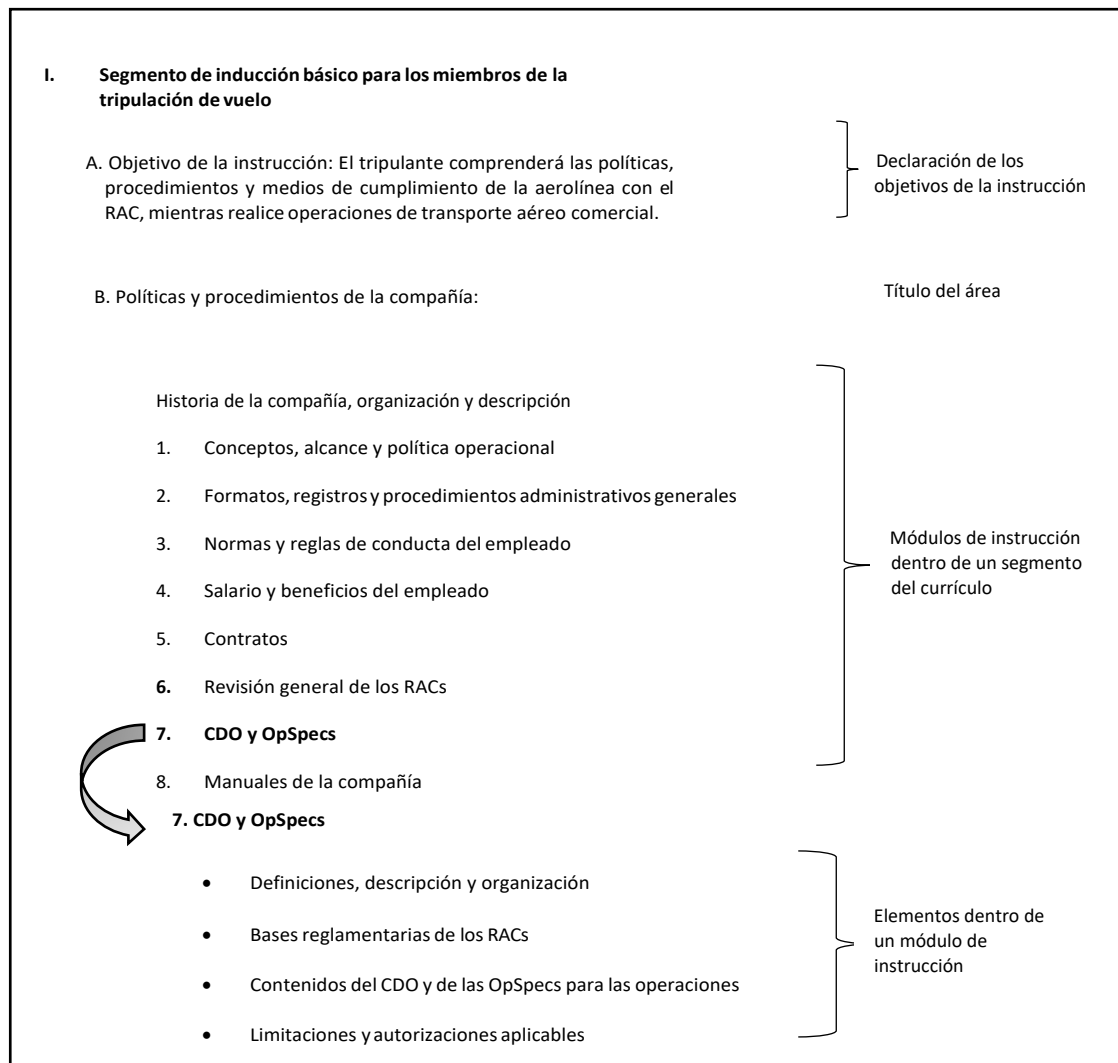 I. Segmento de inducción básico para los miembros de la
tripulación de vuelo
A. Objetivo de la instrucción: El tripulante comprenderá las políticas,
procedimientos y medios de cumplimiento de la aerolínea con el
RAC, mientras realice operaciones de transporte aéreo comercial.
Declaración de los
objetivos de la instrucción
B. Políticas y procedimientos de la compañía:
Título del área
Historia de la compañía, organización y descripción
1. Conceptos, alcance y política operacional
2. Formatos, registros y procedimientos administrativos generales
3. Normas y reglas de conducta del empleado
4. Salario y beneficios del empleado
5. Contratos
6. Revisión general de los RACs
7. CDO y OpSpecs
8. Manuales de la compañía
Módulos de instrucción
dentro de un segmento
del currículo
7. CDO y OpSpecs
• Definiciones, descripción y organización
• Bases reglamentarias de los RACs
• Contenidos del CDO y de las OpSpecs para las operaciones
• Limitaciones y autorizaciones aplicables
Elementos dentro de
un módulo de
instrucción